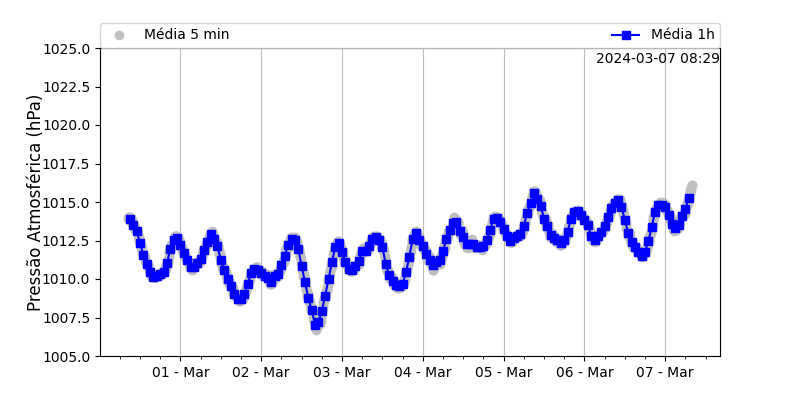 Média 5 min
Média 1h
2024-03-07 08:29
Pressão Atmosférica (hPa)
1025.0
1022.5
1020.0
1017.5
1015.0
1012.5
1010.0
1007.5
1005.0
01 - Mar
02 - Mar
03 - Mar
04 - Mar
05 - Mar
06 - Mar
07 - Mar